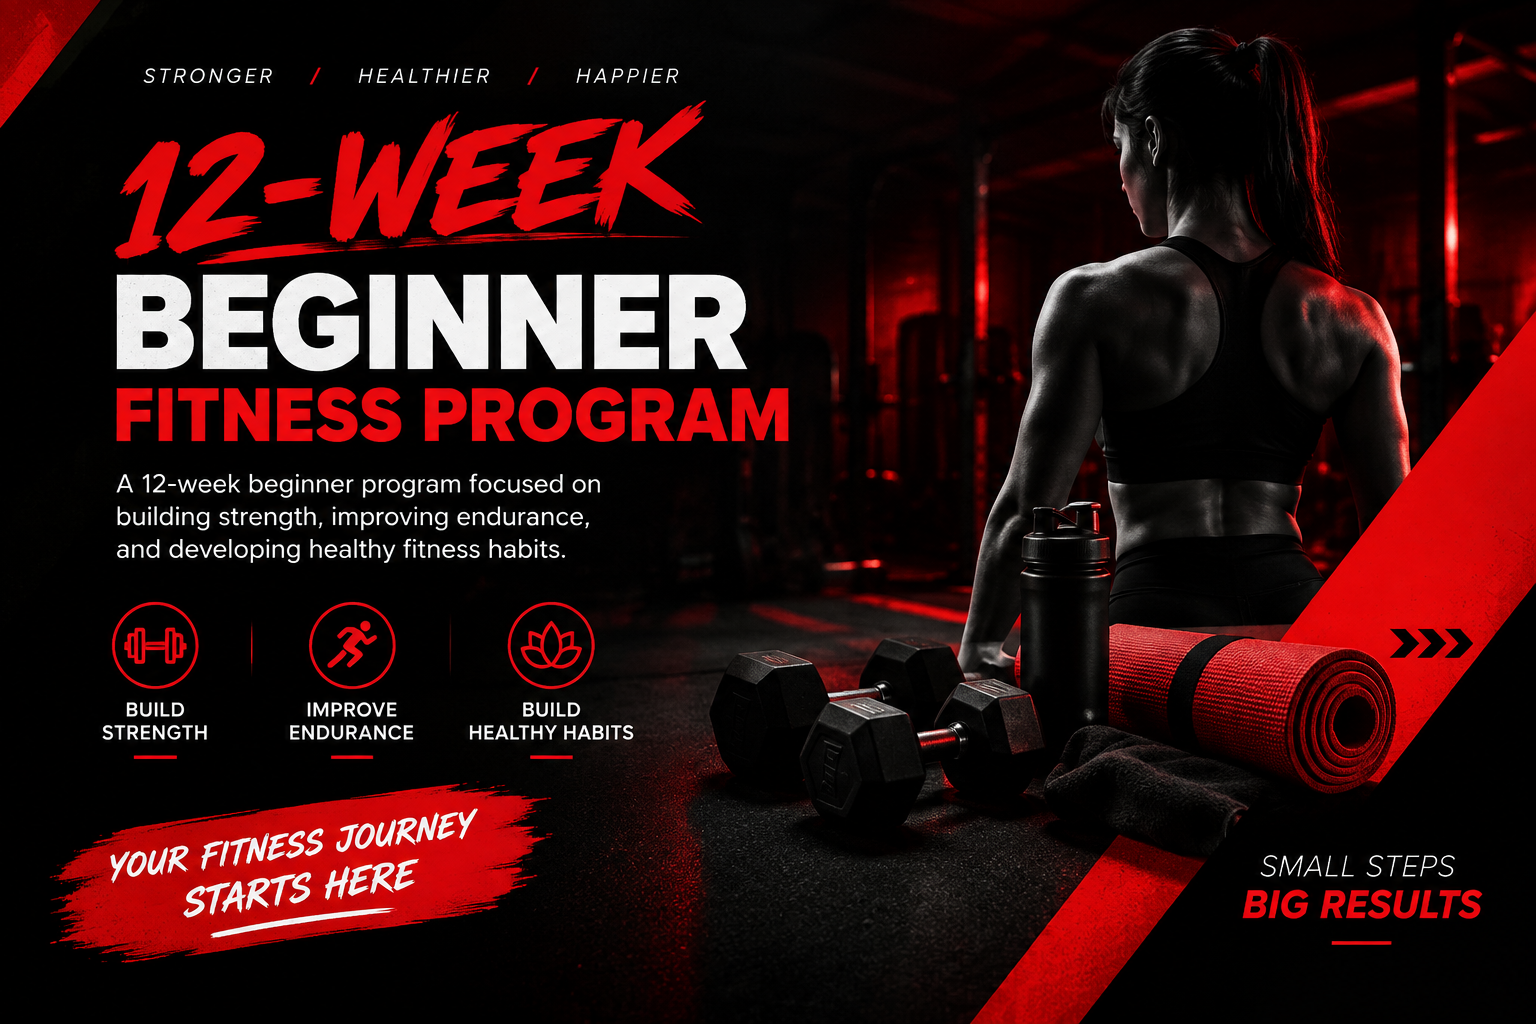 STRONGER / HEALTHIER / HAPPIER
12-WEEK
BEGINNER
FITNESS PROGRAM
A 12-week beginner program focused on
building strength, improving endurance,
and developing healthy fitness habits.
BUILD
STRENGTH
IMPROVE
ENDURANCE
BUILD
HEALTHY HABITS
YOUR FITNESS JOURNEY
STARTS HERE
SMALL STEPS
BIG RESULTS